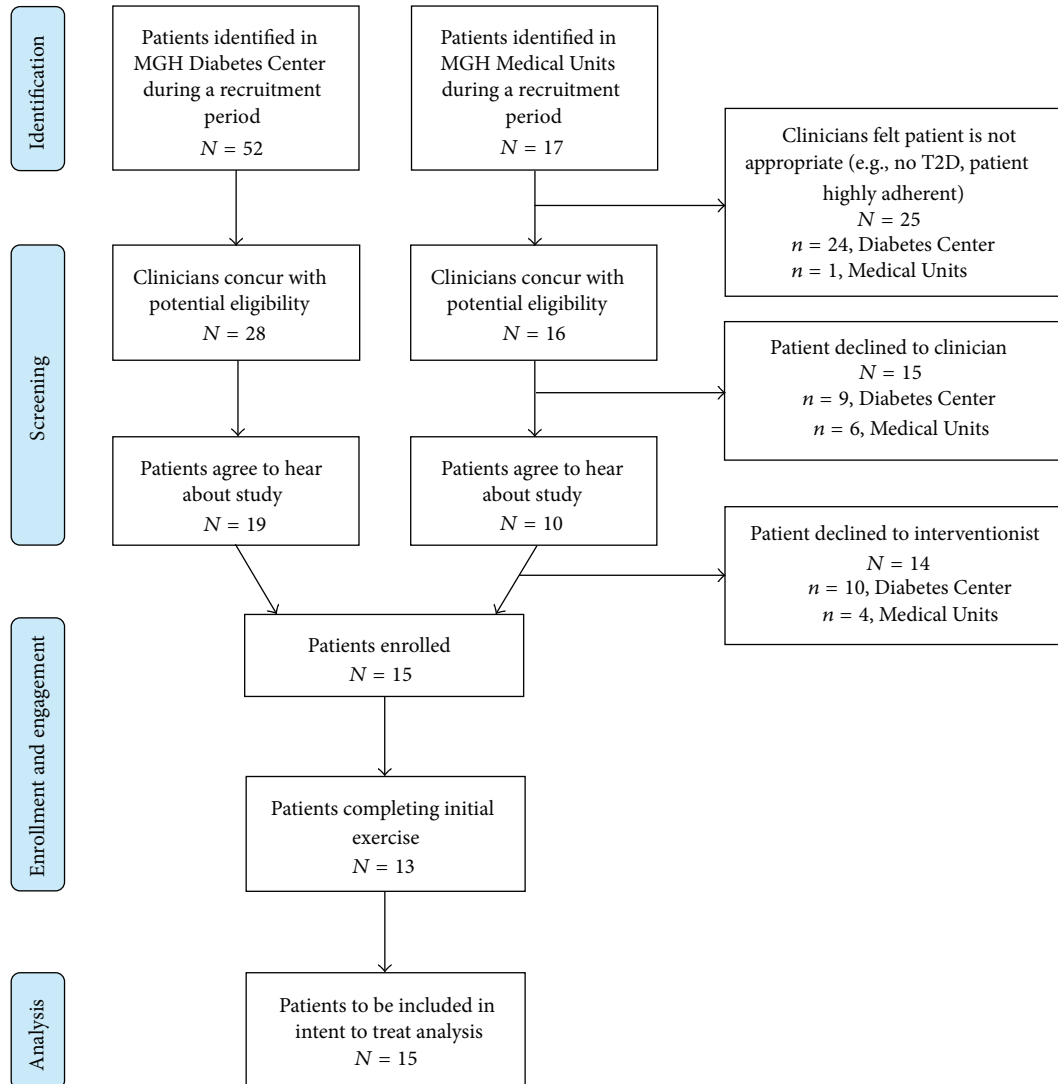 Identification
Patients identified in
MGH Diabetes Center
during a recruitment
period
N = 52
Patients identified in
MGH Medical Units
during a recruitment
period
N = 17
Clinicians felt patient is not
appropriate (e.g., no T2D, patient
highly adherent)
N = 25
n = 24, Diabetes Center
n = 1, Medical Units
Screening
Clinicians concur with
potential eligibility
N = 28
Clinicians concur with
potential eligibility
N = 16
Patient declined to clinician
N = 15
n = 9, Diabetes Center
n = 6, Medical Units
Patients agree to hear
about study
N = 19
Patients agree to hear
about study
N = 10
Patient declined to interventionist
N = 14
n = 10, Diabetes Center
n = 4, Medical Units
Enrollment and engagement
Patients enrolled
N = 15
Patients completing initial
exercise
N = 13
Analysis
Patients to be included in
intent to treat analysis
N = 15